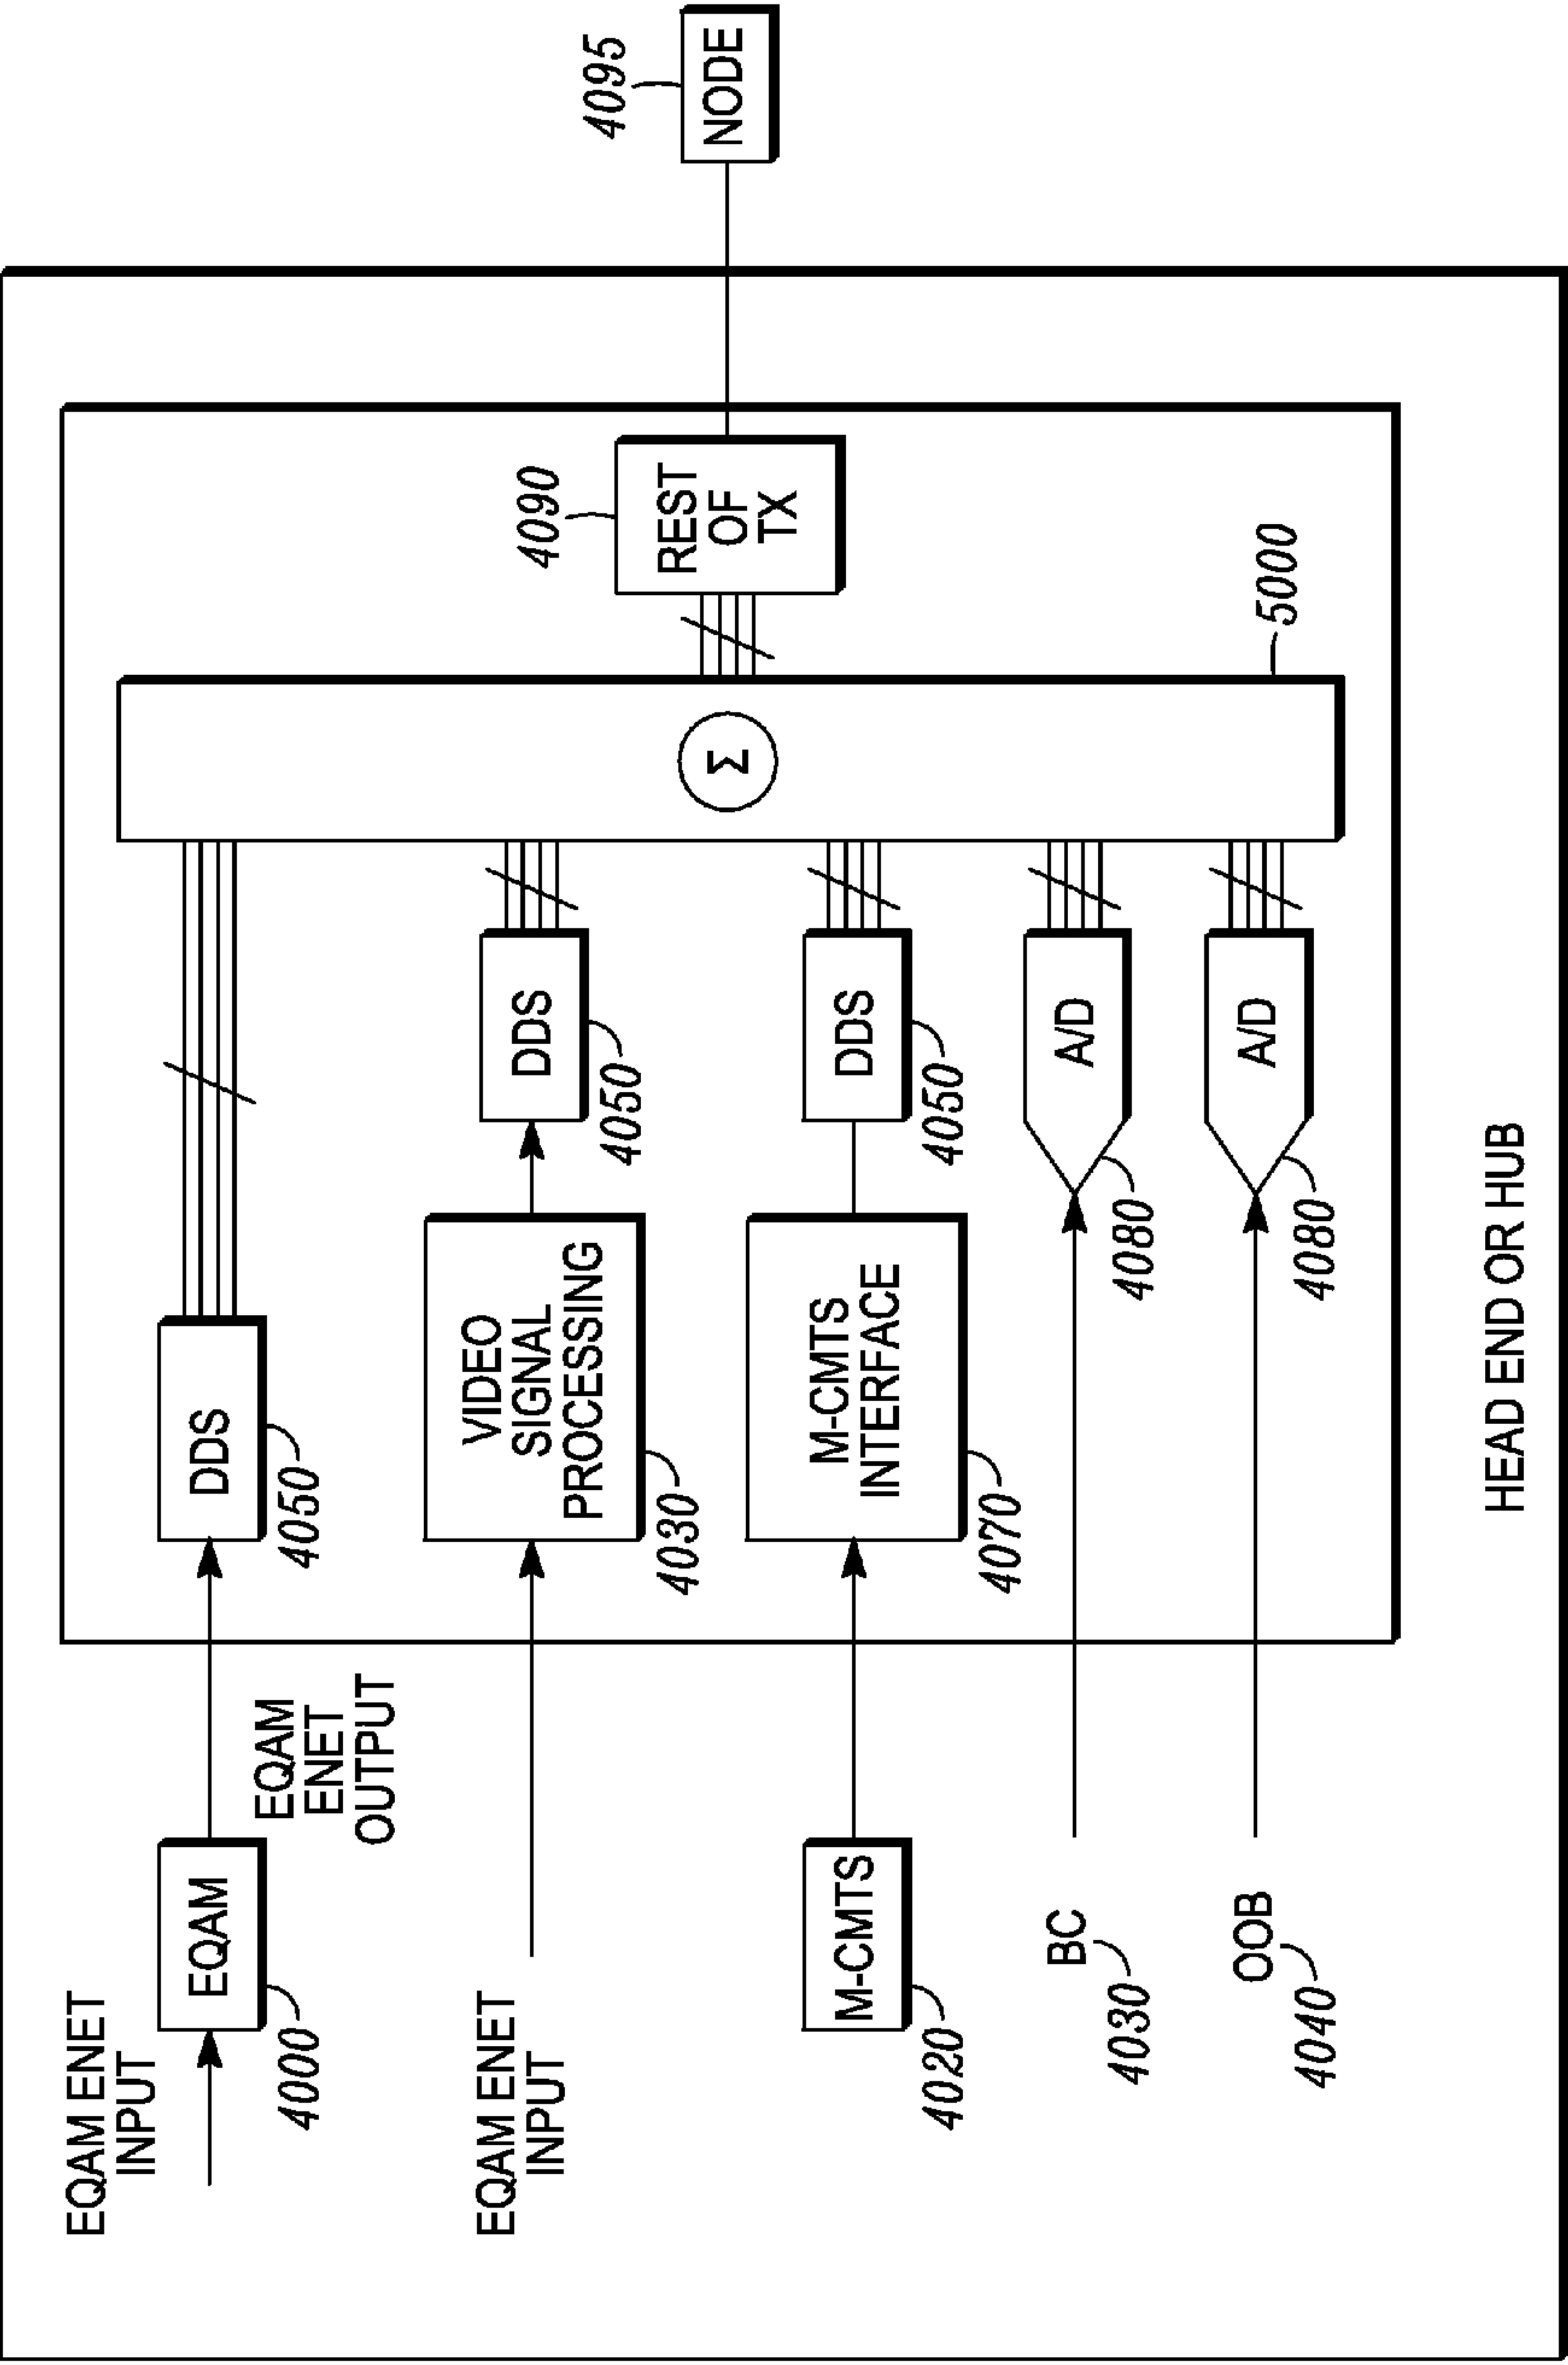 EQAM ENET
INPUT
EQAM
4000
EQAM
ENET
OUTPUT
DDS
4050
EQAM ENET
INPUT
VIDEO
SIGNAL
PROCESSING
4030
DDS
4050
M-CMTS
4020
M-CMTS
INTERFACE
4070
DDS
4050
BC
4030
A/D
4080
OOB
4040
A/D
4080
Σ
5000
REST
OF
TX
4090
NODE
4095
HEAD END OR HUB